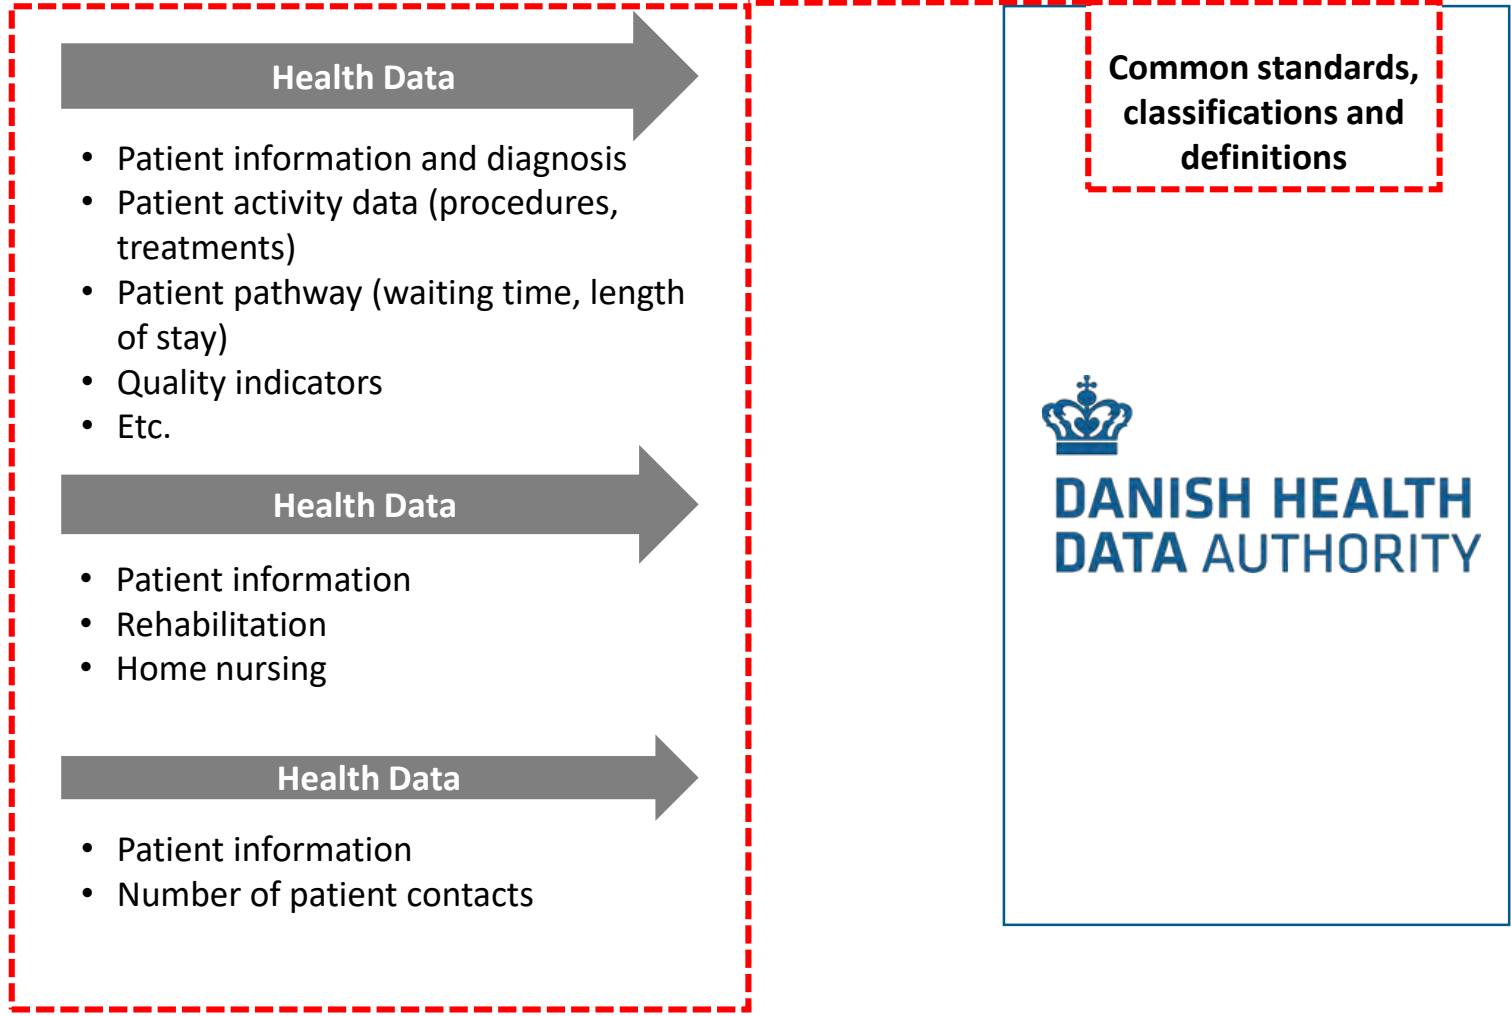 Health Data
• Patient information and diagnosis
• Patient activity data (procedures,
treatments)
• Patient pathway (waiting time, length
of stay)
• Quality indicators
• Etc.
Health Data
• Patient information
• Rehabilitation
• Home nursing
Health Data
• Patient information
• Number of patient contacts
Common standards,
classifications and
definitions
DANISH HEALTH
DATA AUTHORITY